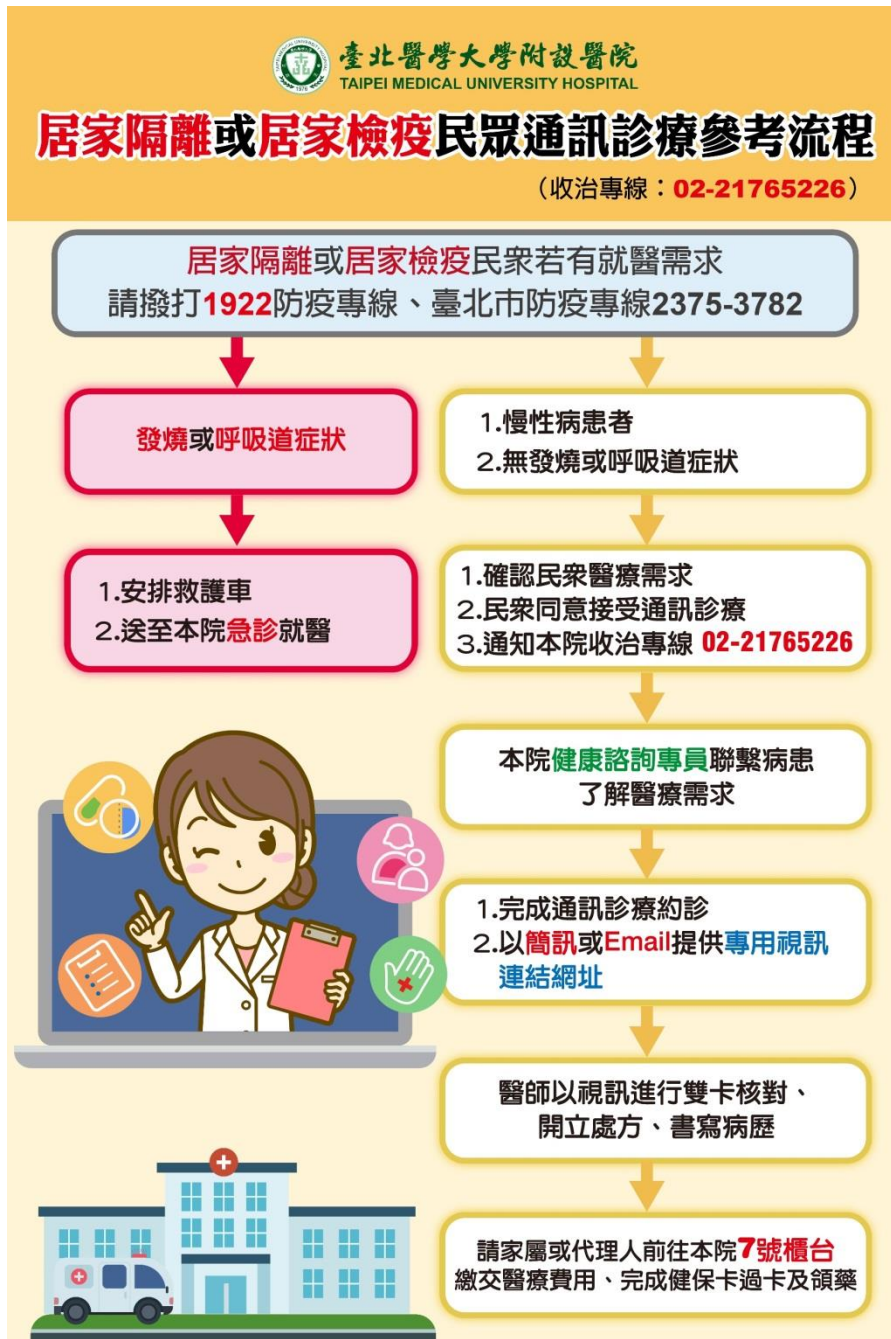 臺北醫學大學附設醫院
TAIPEI MEDICAL UNIVERSITY HOSPITAL
居家隔離或居家檢疫民眾通訊診療參考流程
（收治專線：02-21765226）
居家隔離或居家檢疫民眾若有就醫需求
請撥打1922防疫專線、臺北市防疫專線2375-3782
發燒或呼吸道症狀
1.安排救護車
2.送至本院急診就醫
1.慢性病患者
2.無發燒或呼吸道症狀
1.確認民眾醫療需求
2.民眾同意接受通訊診療
3.通知本院收治專線 02-21765226
本院健康諮詢專員聯繫病患
了解醫療需求
1.完成通訊診療約診
2.以簡訊或Email提供專用視訊
連結網址
醫師以視訊進行雙卡核對、
開立處方、書寫病歷
請家屬或代理人前往本院7號櫃台
繳交醫療費用、完成健保卡過卡及領藥